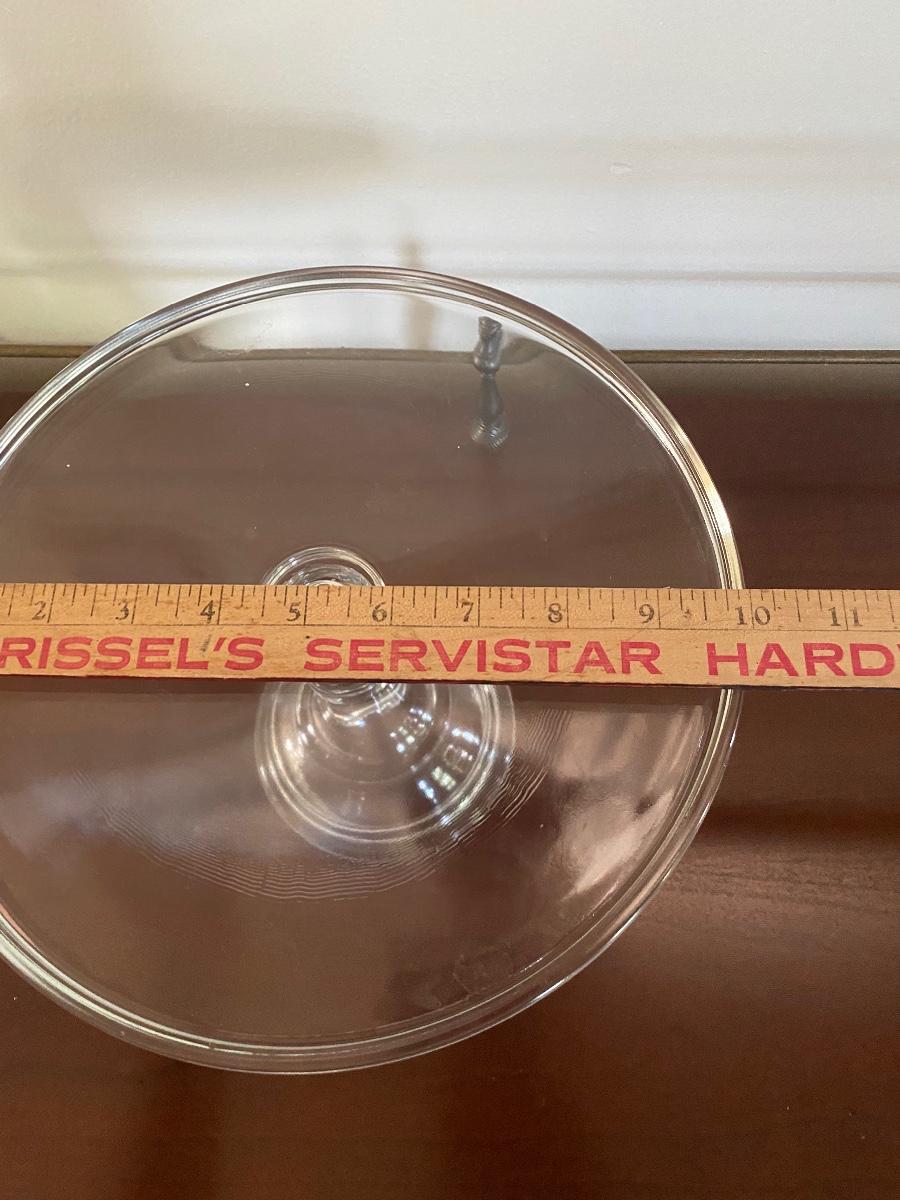 2 3 4 5 6 7 8 9 10 11
RISSEL'S SERVISTAR HARD